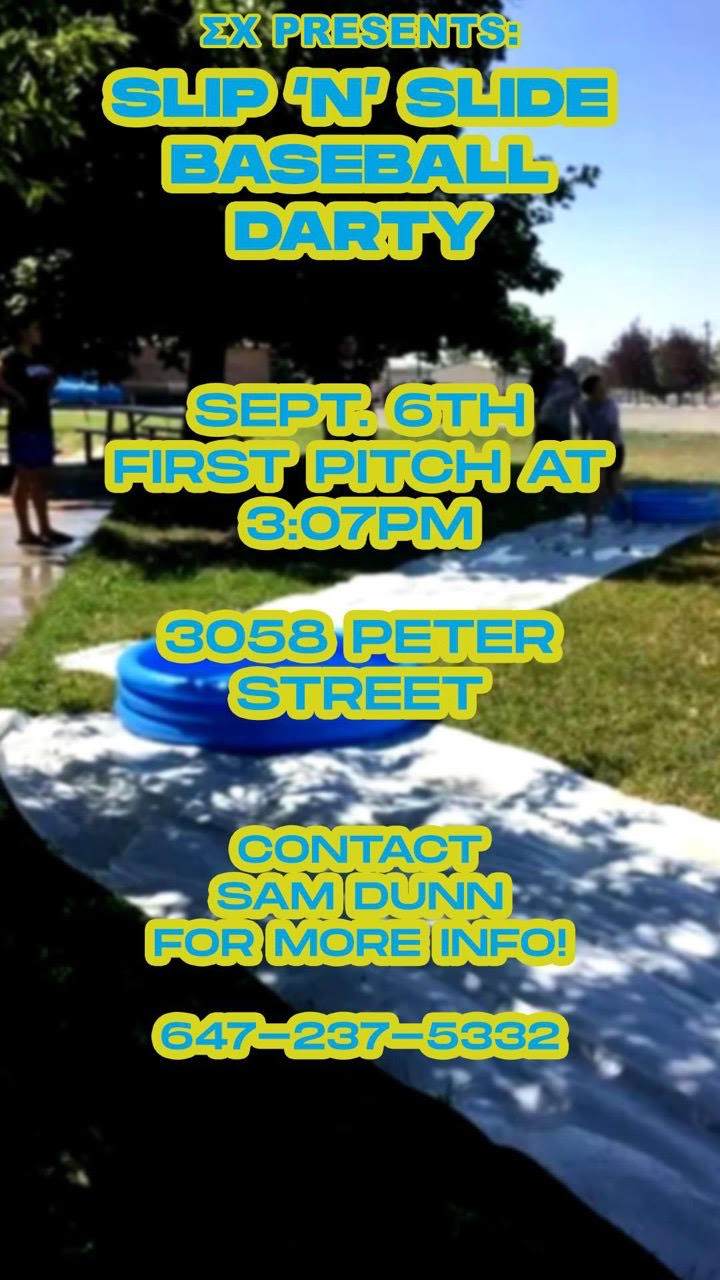 ΣΧ PRESENTS:
SLIP 'N' SLIDE
BASEBALL
DARTY
SEPT. 6TH
FIRST PITCH AT
3:07PM
3058 PETER
STREET
CONTACT
SAM DUNN
FOR MORE INFO!
647-237-5332